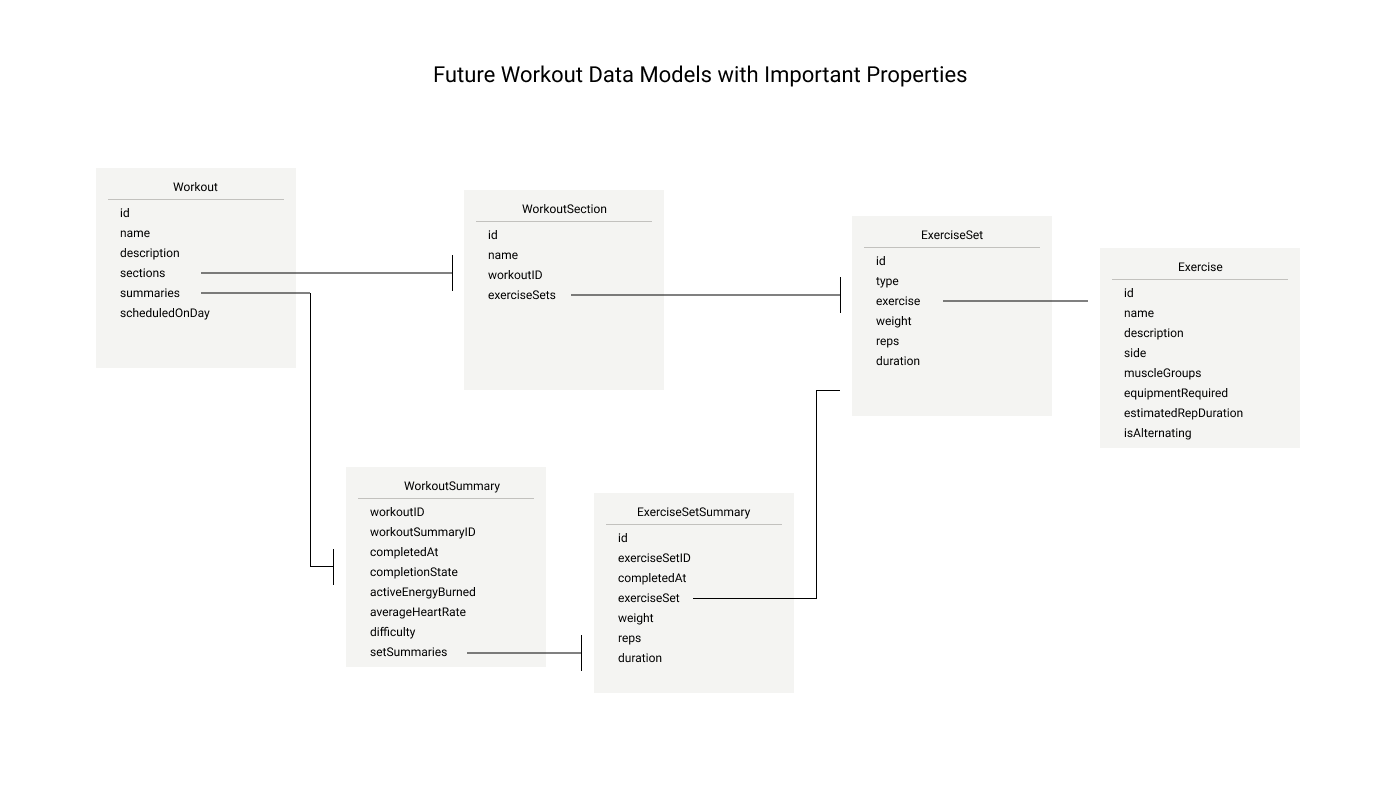 Future Workout Data Models with Important Properties
Workout
id
name
description
sections
summaries
scheduledOnDay
WorkoutSection
id
name
workoutID
exerciseSets
ExerciseSet
id
type
exercise
weight
reps
duration
Exercise
id
name
description
side
muscleGroups
equipmentRequired
estimatedRepDuration
isAlternating
WorkoutSummary
workoutID
workoutSummaryID
completedAt
completionState
activeEnergyBurned
averageHeartRate
difficulty
setSummaries
ExerciseSetSummary
id
exerciseSetID
completedAt
exerciseSet
weight
reps
duration